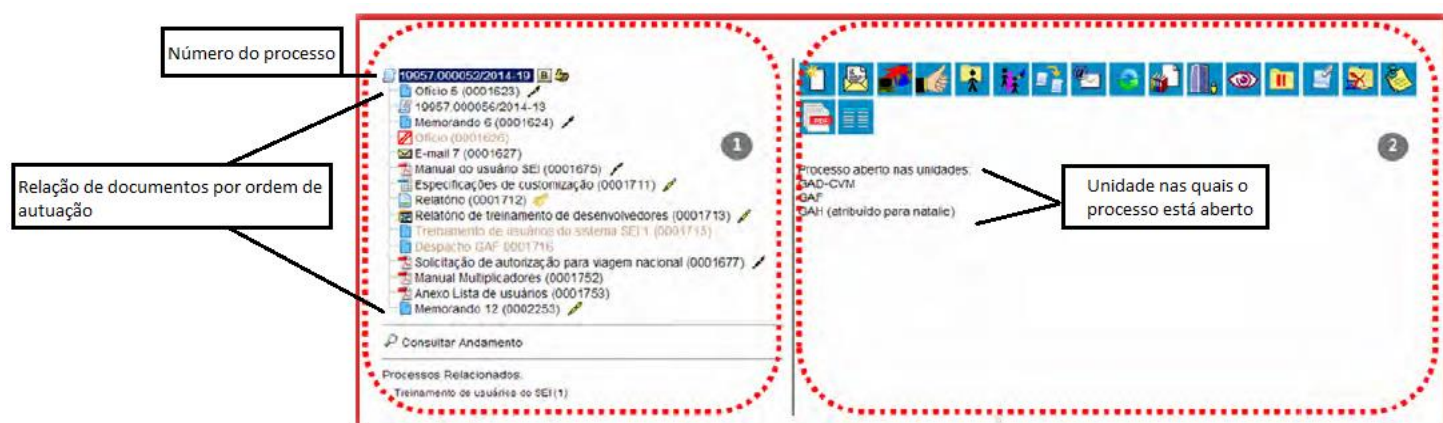 Número do processo
19957.000052/2014-19
Ofício 5 (0001623)
19957.000056/2014-13
Memorando 6 (0001624)
Ofício (0001626)
E-mail 7 (0001627)
Manual do usuário SEI (0001675)
Especificações de customização (0001711)
Relatório (0001712)
Relatório de treinamento de desenvolvedores (0001713)
Treinamento de usuários do sistema SEI 1 (0001715)
Despacho GAF 0001716
Solicitação de autorização para viagem nacional (0001677)
Manual Multiplicadores (0001752)
Anexo Lista de usuários (0001753)
Memorando 12 (0002253)
Consultar Andamento
Processos Relacionados:
Treinamento de usuários do SEI (1)
1
Relação de documentos por ordem de
autuação
PDF
2
Processo aberto nas unidades:
GAD-CVM
GAF
GAH (atribuído para natalie)
Unidade nas quais o
processo está aberto